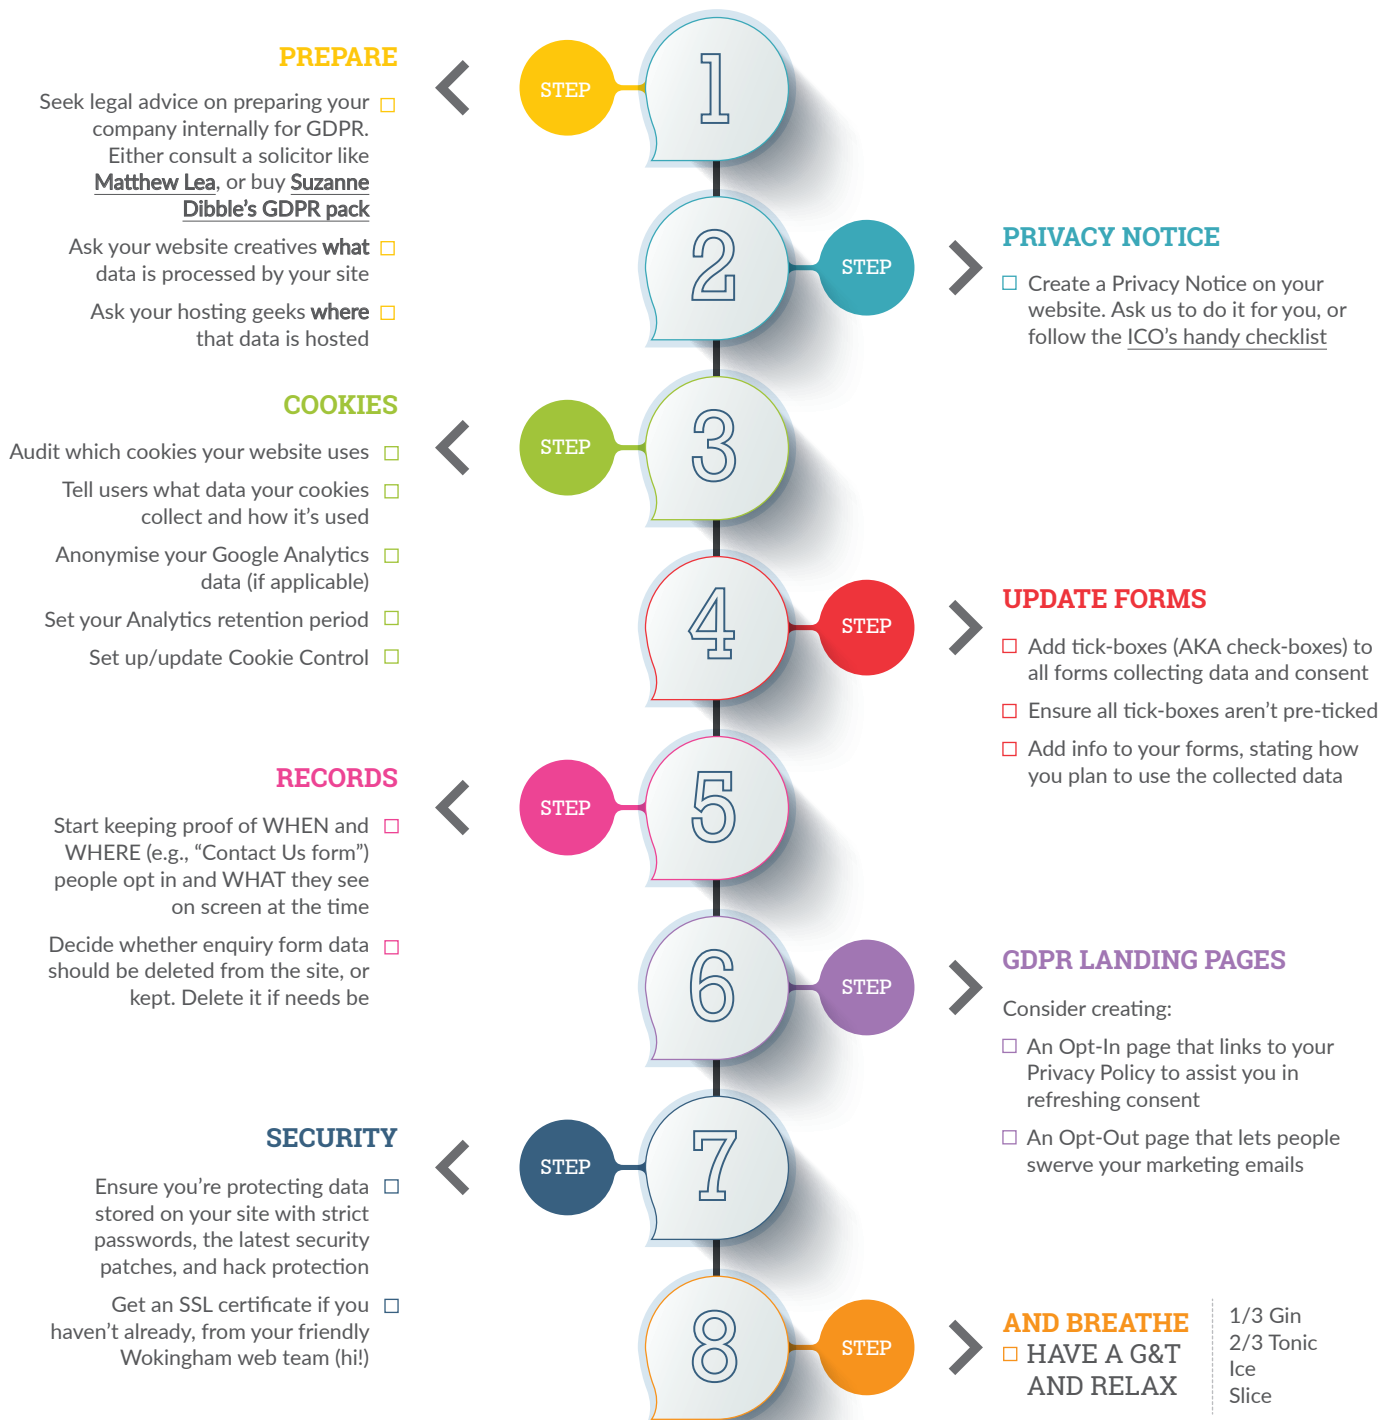 PREPARE
Seek legal advice on preparing your
company internally for GDPR.
Either consult a solicitor like
Matthew Lea, or buy Suzanne
Dibble's GDPR pack
Ask your website creatives what
data is processed by your site
Ask your hosting geeks where
that data is hosted
STEP
1
2
STEP
PRIVACY NOTICE
Create a Privacy Notice on your
website. Ask us to do it for you, or
follow the ICO's handy checklist
COOKIES
Audit which cookies your website uses
Tell users what data your cookies
collect and how it's used
Anonymise your Google Analytics
data (if applicable)
Set your Analytics retention period
Set up/update Cookie Control
STEP
3
4
STEP
UPDATE FORMS
Add tick-boxes (AKA check-boxes) to
all forms collecting data and consent
Ensure all tick-boxes aren't pre-ticked
Add info to your forms, stating how
you plan to use the collected data
RECORDS
Start keeping proof of WHEN and
WHERE (e.g., “Contact Us form”)
people opt in and WHAT they see
on screen at the time
Decide whether enquiry form data
should be deleted from the site, or
kept. Delete it if needs be
STEP
5
6
STEP
GDPR LANDING PAGES
Consider creating:
An Opt-In page that links to your
Privacy Policy to assist you in
refreshing consent
An Opt-Out page that lets people
swerve your marketing emails
SECURITY
Ensure you're protecting data
stored on your site with strict
passwords, the latest security
patches, and hack protection
Get an SSL certificate if you
haven't already, from your friendly
Wokingham web team (hi!)
STEP
7
8
STEP
AND BREATHE
HAVE A G&T
AND RELAX
1/3 Gin
2/3 Tonic
Ice
Slice